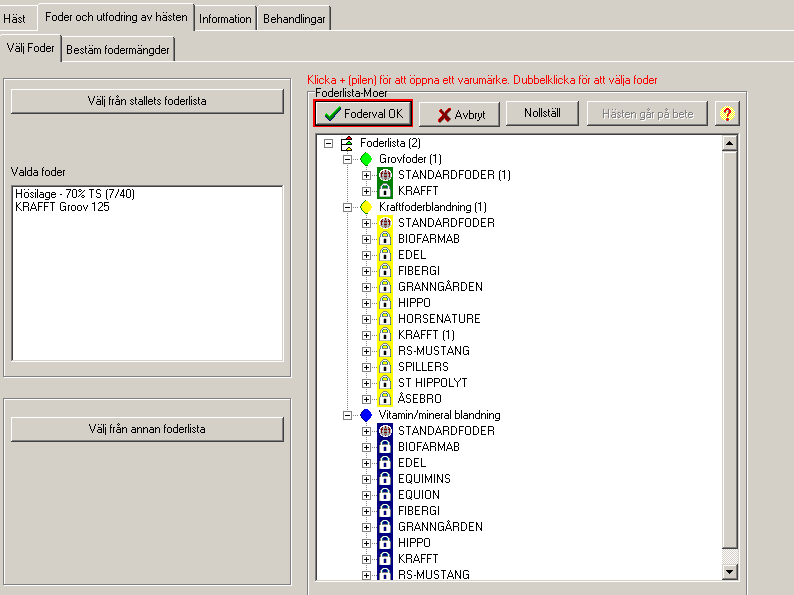 Häst
Foder och utfodring av hästen
Information
Behandlingar
Välj Foder
Bestäm fodermängder
Välj från stallets foderlista
Valda foder
Hösilage - 70% TS (7/40)
KRAFFT Groov 125
Välj från annan foderlista
Klicka + (pilen) för att öppna ett varumärke. Dubbelklicka för att välja foder
Foderlista-Moer
Foderval OK
Avbryt
Nollställ
Hästen går på bete
?
Foderlista (2)
Grovfoder (1)
STANDARDFODER (1)
KRAFFT
Kraftfoderblandning (1)
STANDARDFODER
BIOFARMAB
EDEL
FIBERGI
GRANNGÅRDEN
HIPPO
HORSENATURE
KRAFFT (1)
RS-MUSTANG
SPILLERS
ST HIPPOLYT
ÅSEBRO
Vitamin/mineral blandning
STANDARDFODER
BIOFARMAB
EDEL
EQUIMINS
EQUION
FIBERGI
GRANNGÅRDEN
HIPPO
KRAFFT
RS-MUSTANG